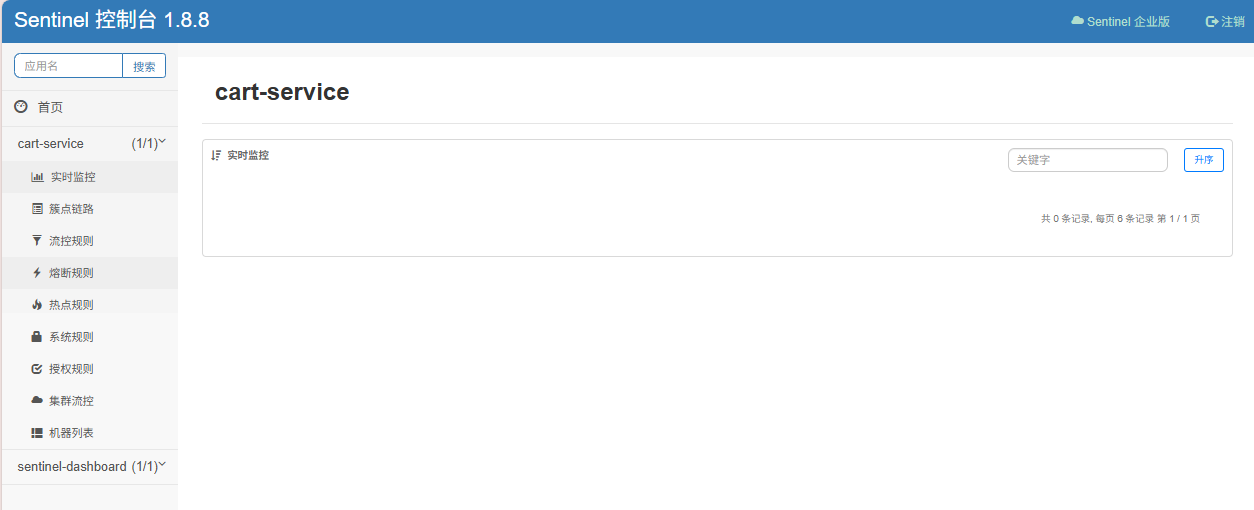 Sentinel 控制台 1.8.8
Sentinel 企业版
注销
应用名
搜索
首页
cart-service (1/1)
实时监控
簇点链路
流控规则
熔断规则
热点规则
系统规则
授权规则
集群流控
机器列表
sentinel-dashboard (1/1)
cart-service
实时监控
关键字
升序
共 0 条记录, 每页 6 条记录 第 1 / 1 页